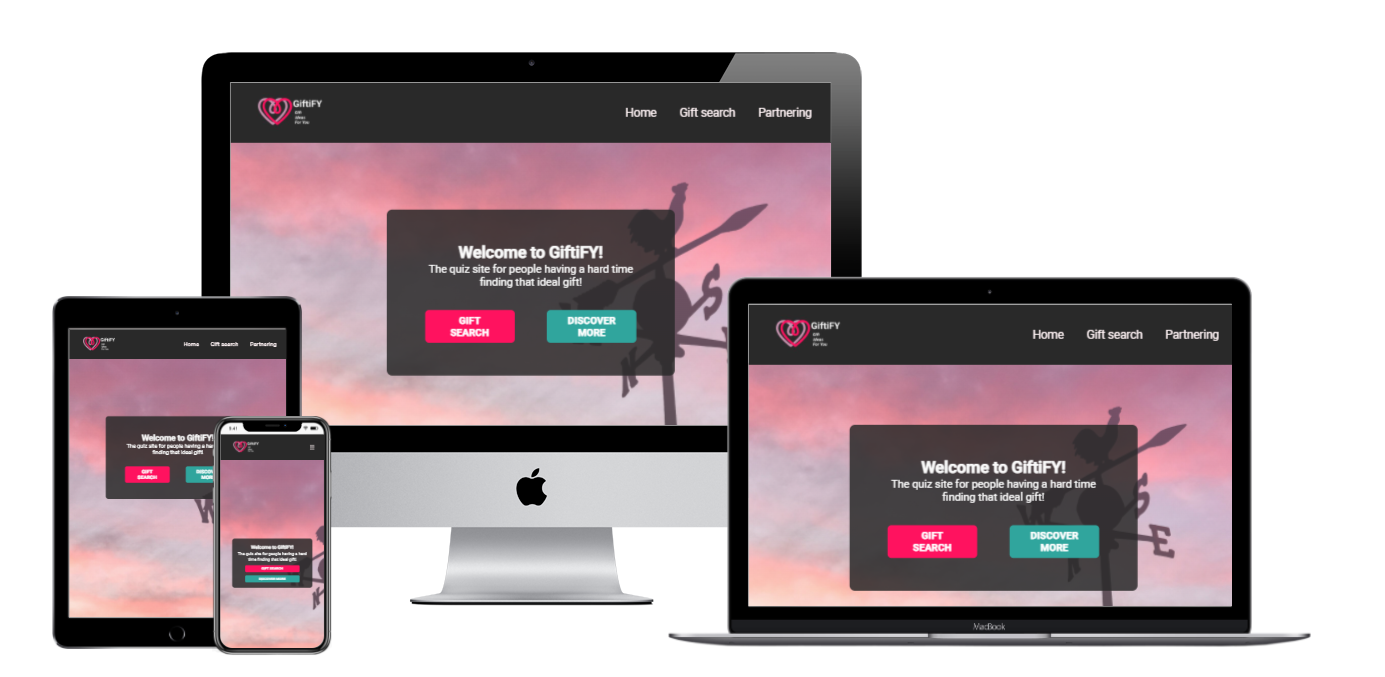 GiftiFY
Gift
Ideas
For You
Home
Gift search
Partnering
Welcome to GiftiFY!
The quiz site for people having a hard time
finding that ideal gift!
GIFT
SEARCH
DISCOVER
MORE
S
N
GiftiFY
Gift
Ideas
For You
Home
Gift search
Partnering
Welcome to GiftiFY!
The quiz site for people having a hard time
finding that ideal gift!
GIFT
SEARCH
DISCOVER
MORE
S
E
MacBook
GiftiFY
Home
Gift search
Partnering
Welcome to GiftiFY!
The quiz site for people having a har
finding that ideal gift!
GIFT
SEARCH
W
9:41
GiftiFY
Welcome to GiftiFY!
The quiz site for people having a hard
time finding that ideal gift!
GIFT SEARCH
DISCOVER MORE
N